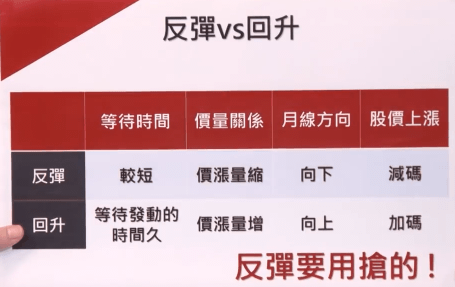 反彈vs回升
等待時間 價量關係 月線方向 股價上漲
反彈 較短 價漲量縮 向下 減碼
回升 等待發動的時間久 價漲量增 向上 加碼
反彈要用搶的!